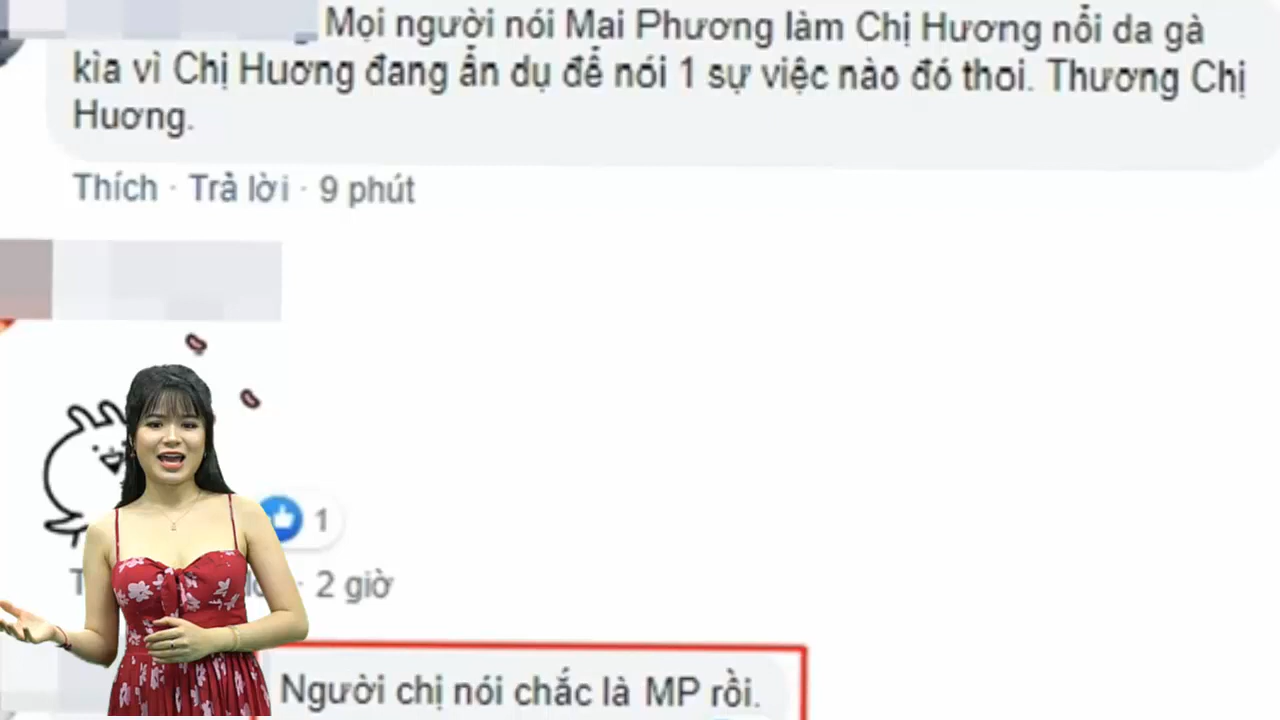 Mọi người nói Mai Phương làm Chị Hương nổi da gà
kìa vì Chị Huơng đang ẩn dụ để nói 1 sự việc nào đó thoi. Thương Chị
Huơng.
Thích · Trả lời · 9 phút
1
· 2 giờ
Người chị nói chắc là MP rồi.